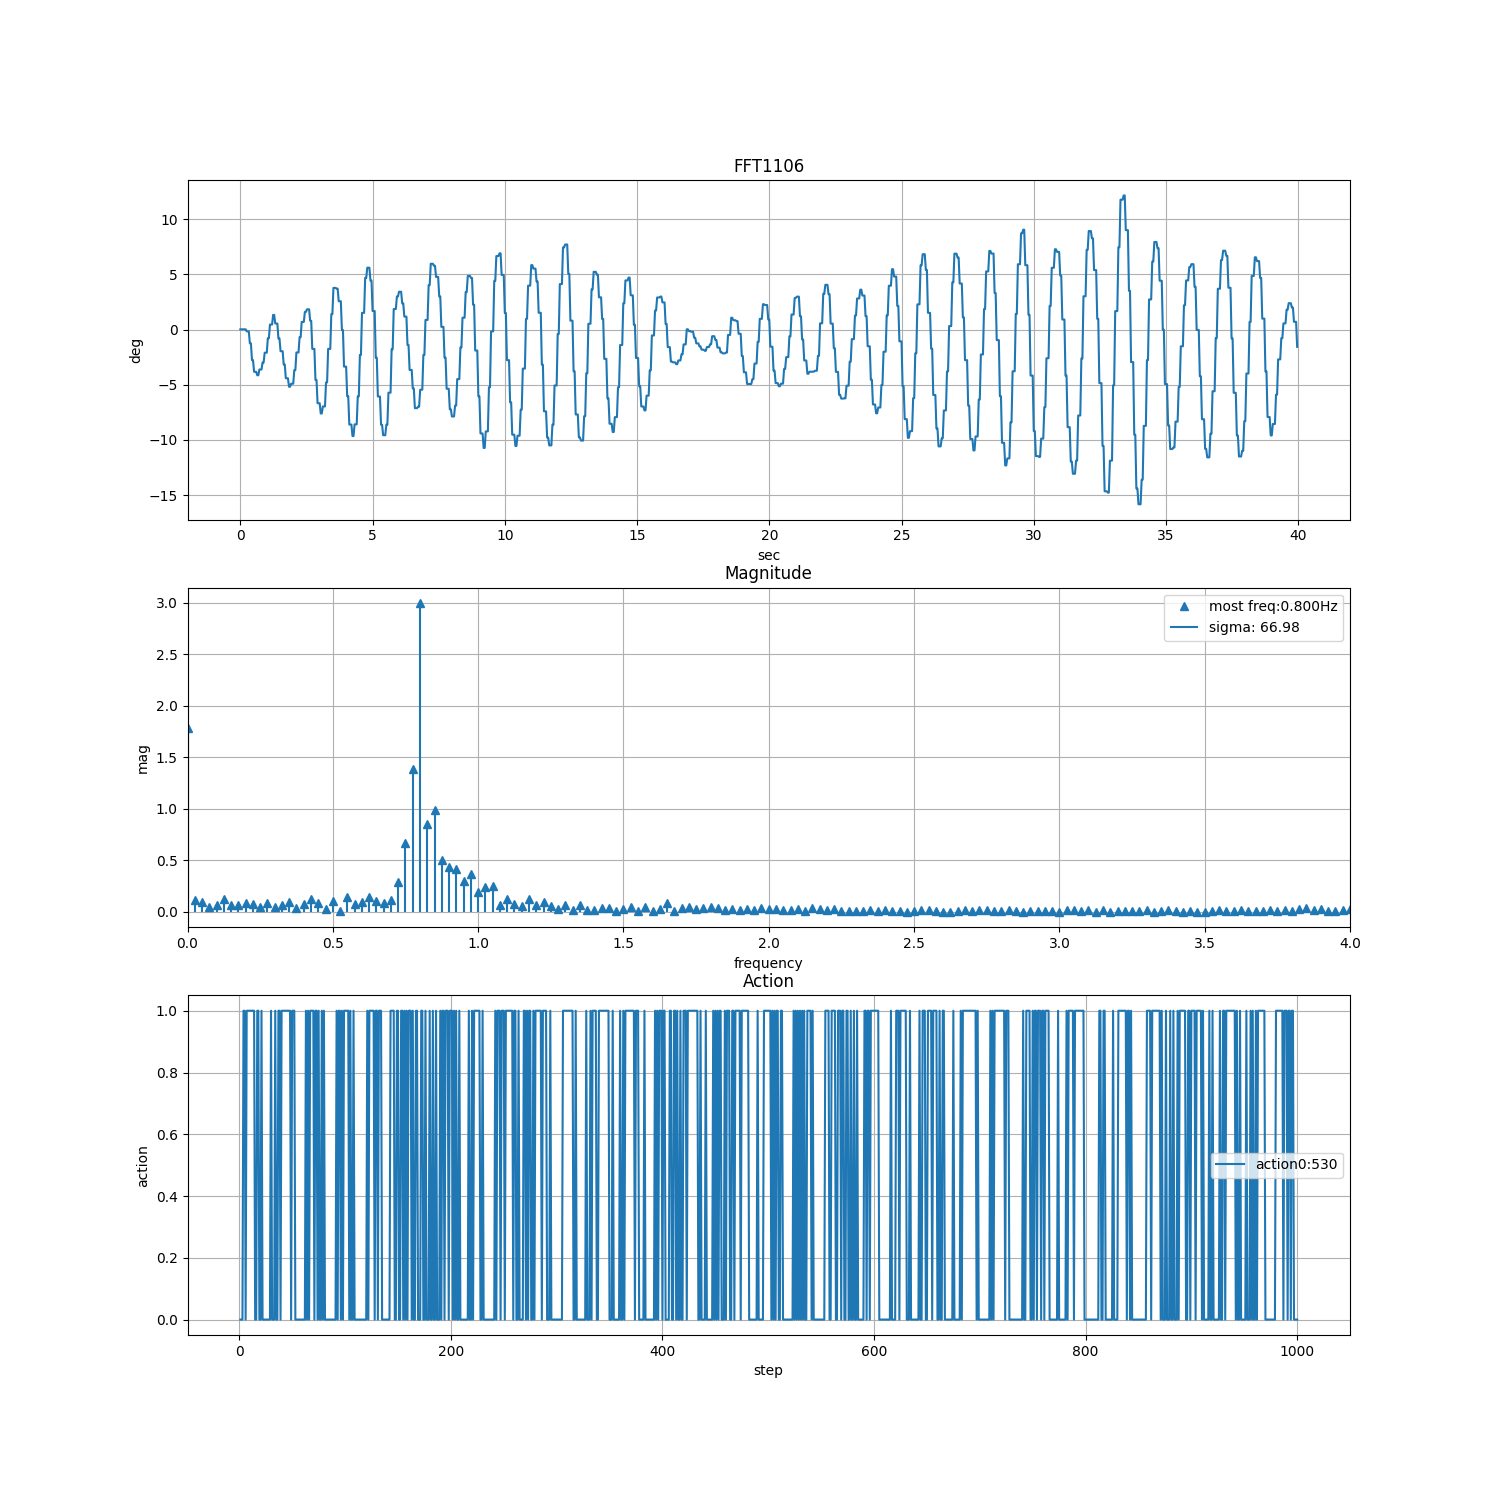 FFT1106
10
5
0
−5
−10
−15
deg
0 5 10 15 20 25 30 35 40
sec
Magnitude
3.0
2.5
2.0
1.5
1.0
0.5
0.0
mag
most freq:0.800Hz
sigma: 66.98
0.0 0.5 1.0 1.5 2.0 2.5 3.0 3.5 4.0
frequency
Action
1.0
0.8
0.6
0.4
0.2
0.0
action
action0:530
0 200 400 600 800 1000
step